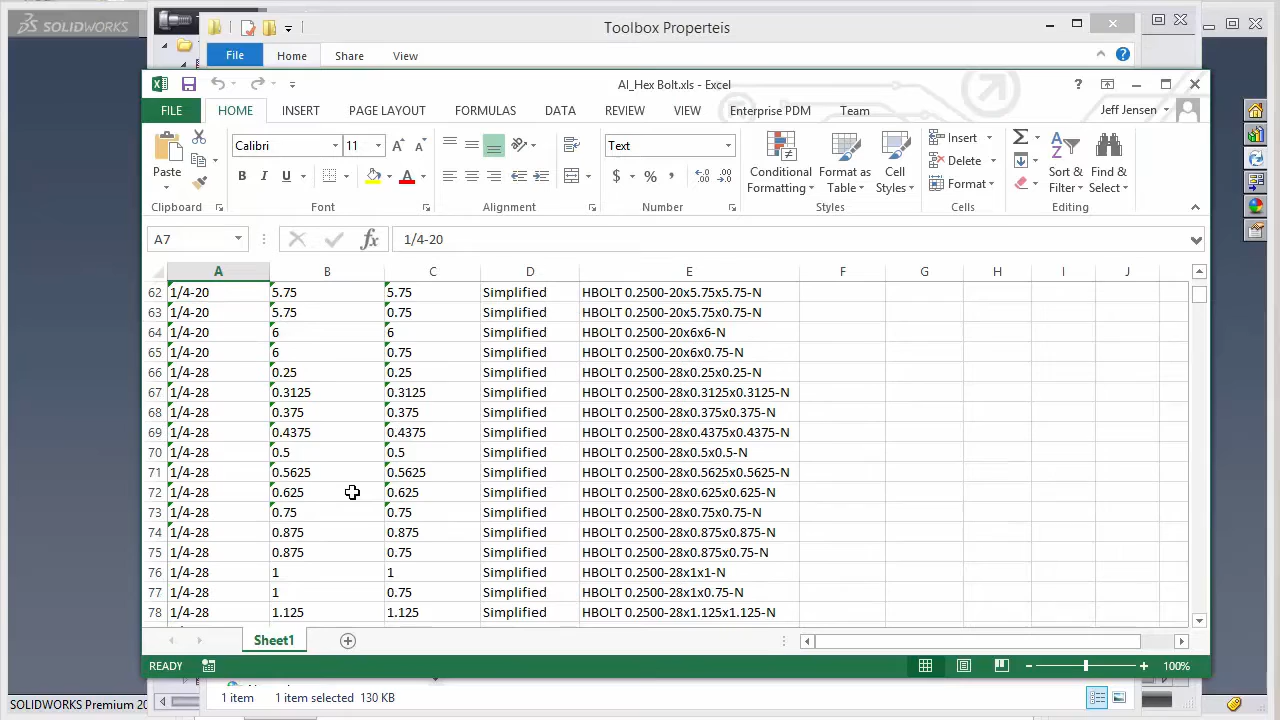 SOLIDWORKS
Toolbox Properteis
File Home Share View
AI_Hex Bolt.xls - Excel
FILE HOME INSERT PAGE LAYOUT FORMULAS DATA REVIEW VIEW Enterprise PDM Team Jeff Jensen
Paste
Clipboard
Calibri 11
B I U
Font
Alignment
Text
$ % ,
Number
Conditional Formatting
Format as Table
Cell Styles
Styles
Insert
Delete
Format
Cells
Sort & Filter
Find & Select
Editing
A7 fx 1/4-20
A B C D E F G H I J
62 1/4-20 5.75 5.75 Simplified HBOLT 0.2500-20x5.75x5.75-N
63 1/4-20 5.75 0.75 Simplified HBOLT 0.2500-20x5.75x0.75-N
64 1/4-20 6 6 Simplified HBOLT 0.2500-20x6x6-N
65 1/4-20 6 0.75 Simplified HBOLT 0.2500-20x6x0.75-N
66 1/4-28 0.25 0.25 Simplified HBOLT 0.2500-28x0.25x0.25-N
67 1/4-28 0.3125 0.3125 Simplified HBOLT 0.2500-28x0.3125x0.3125-N
68 1/4-28 0.375 0.375 Simplified HBOLT 0.2500-28x0.375x0.375-N
69 1/4-28 0.4375 0.4375 Simplified HBOLT 0.2500-28x0.4375x0.4375-N
70 1/4-28 0.5 0.5 Simplified HBOLT 0.2500-28x0.5x0.5-N
71 1/4-28 0.5625 0.5625 Simplified HBOLT 0.2500-28x0.5625x0.5625-N
72 1/4-28 0.625 0.625 Simplified HBOLT 0.2500-28x0.625x0.625-N
73 1/4-28 0.75 0.75 Simplified HBOLT 0.2500-28x0.75x0.75-N
74 1/4-28 0.875 0.875 Simplified HBOLT 0.2500-28x0.875x0.875-N
75 1/4-28 0.875 0.75 Simplified HBOLT 0.2500-28x0.875x0.75-N
76 1/4-28 1 1 Simplified HBOLT 0.2500-28x1x1-N
77 1/4-28 1 0.75 Simplified HBOLT 0.2500-28x1x0.75-N
78 1/4-28 1.125 1.125 Simplified HBOLT 0.2500-28x1.125x1.125-N
Sheet1
READY 100%
1 item 1 item selected 130 KB
SOLIDWORKS Premium 20